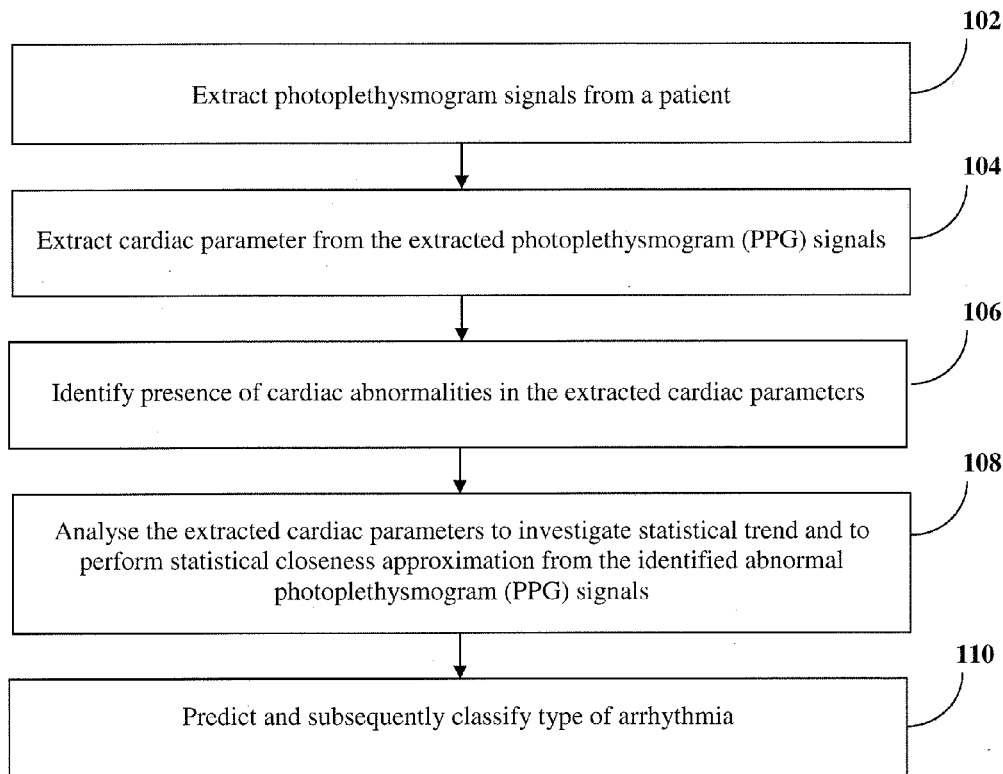 102
Extract photoplethysmogram signals from a patient
104
Extract cardiac parameter from the extracted photoplethysmogram (PPG) signals
106
Identify presence of cardiac abnormalities in the extracted cardiac parameters
108
Analyse the extracted cardiac parameters to investigate statistical trend and to
perform statistical closeness approximation from the identified abnormal
photoplethysmogram (PPG) signals
110
Predict and subsequently classify type of arrhythmia